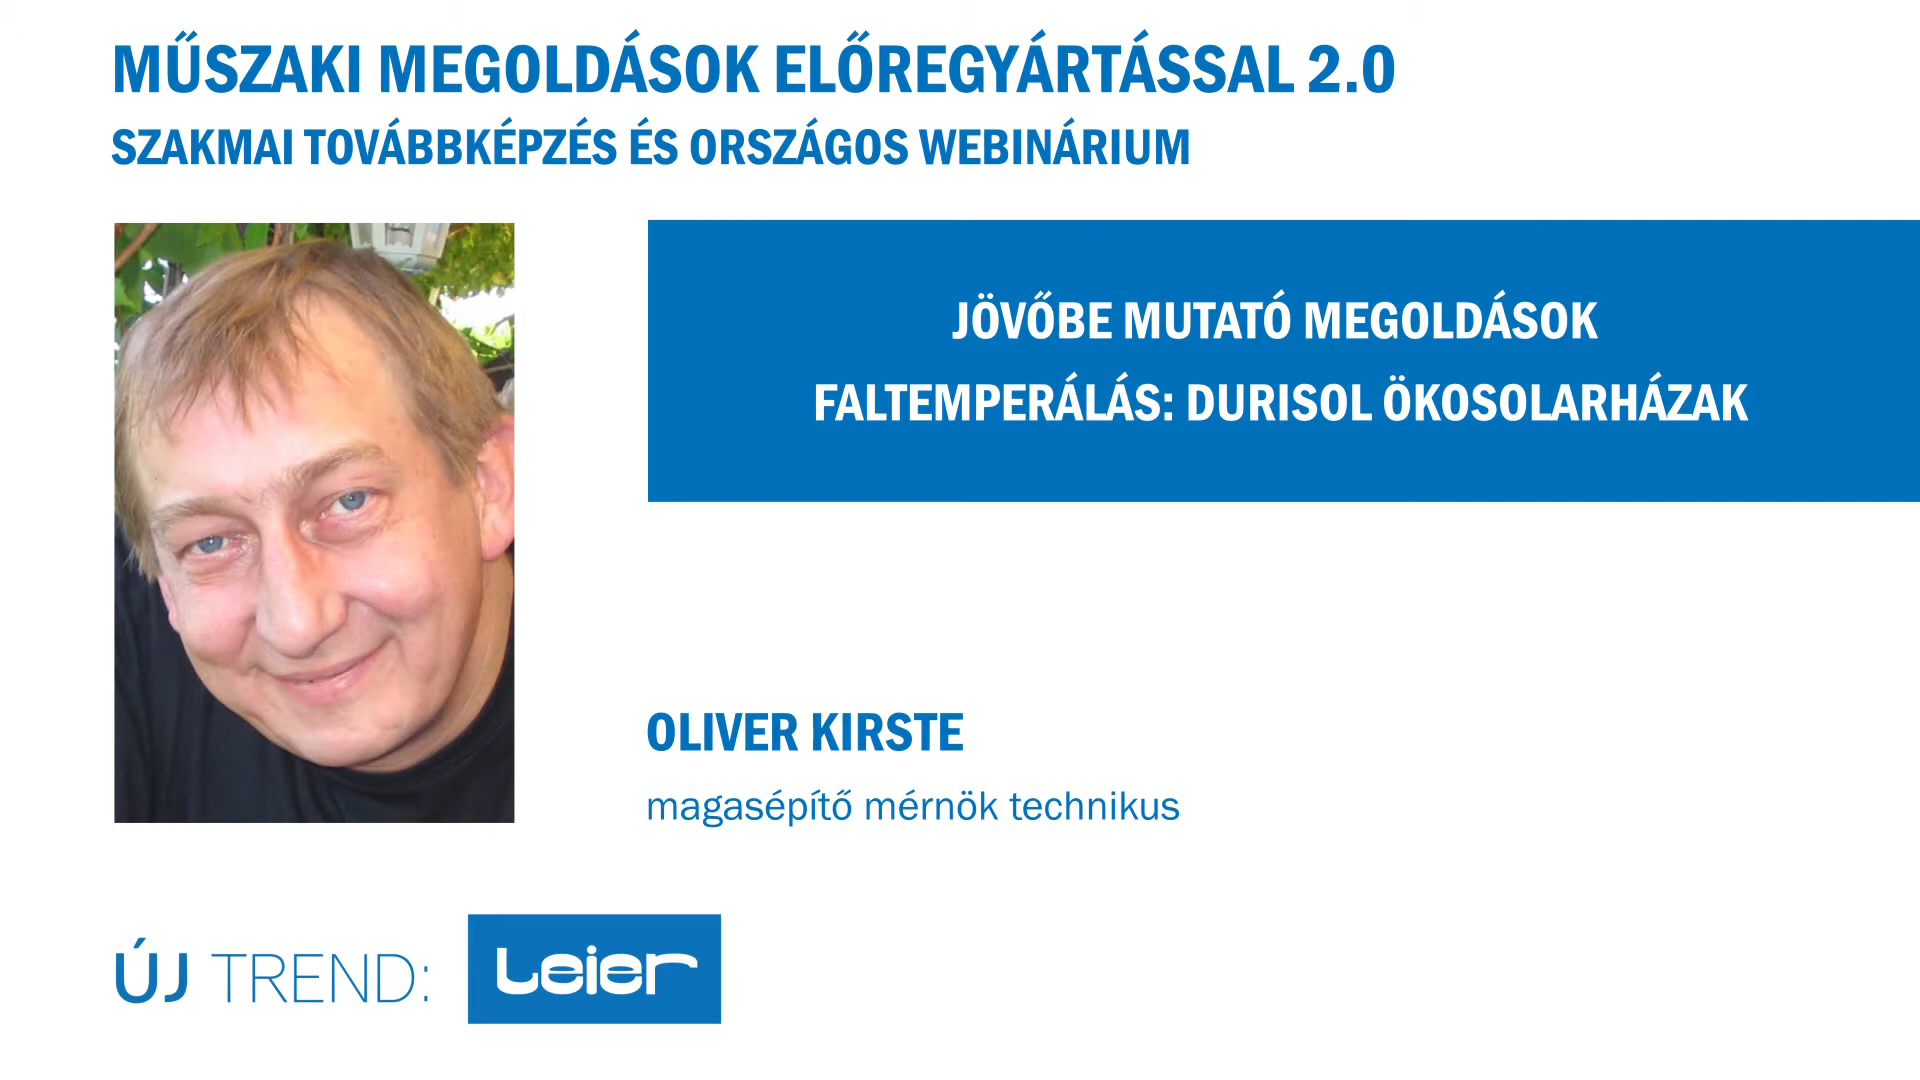 MŰSZAKI MEGOLDÁSOK ELŐREGYÁRTÁSSAL 2.0
SZAKMAI TOVÁBBKÉPZÉS ÉS ORSZÁGOS WEBINÁRIUM
JÖVŐBE MUTATÓ MEGOLDÁSOK
FALTEMPERÁLÁS: DURISOL ÖKOSOLARHÁZAK
OLIVER KIRSTE
magasépítő mérnök technikus
ÚJ TREND: Leier